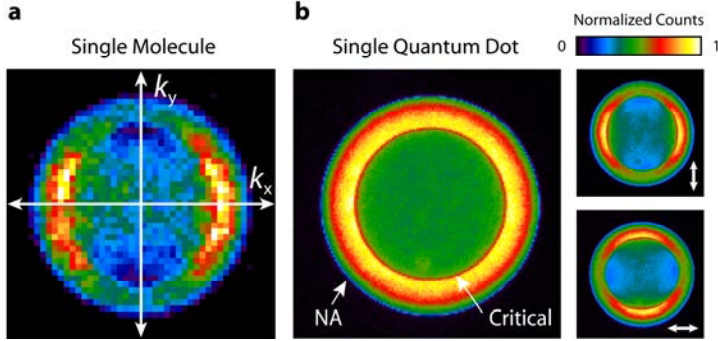 a
Single Molecule
ky
kx
b
Single Quantum Dot
NA
Critical
Normalized Counts
0
1